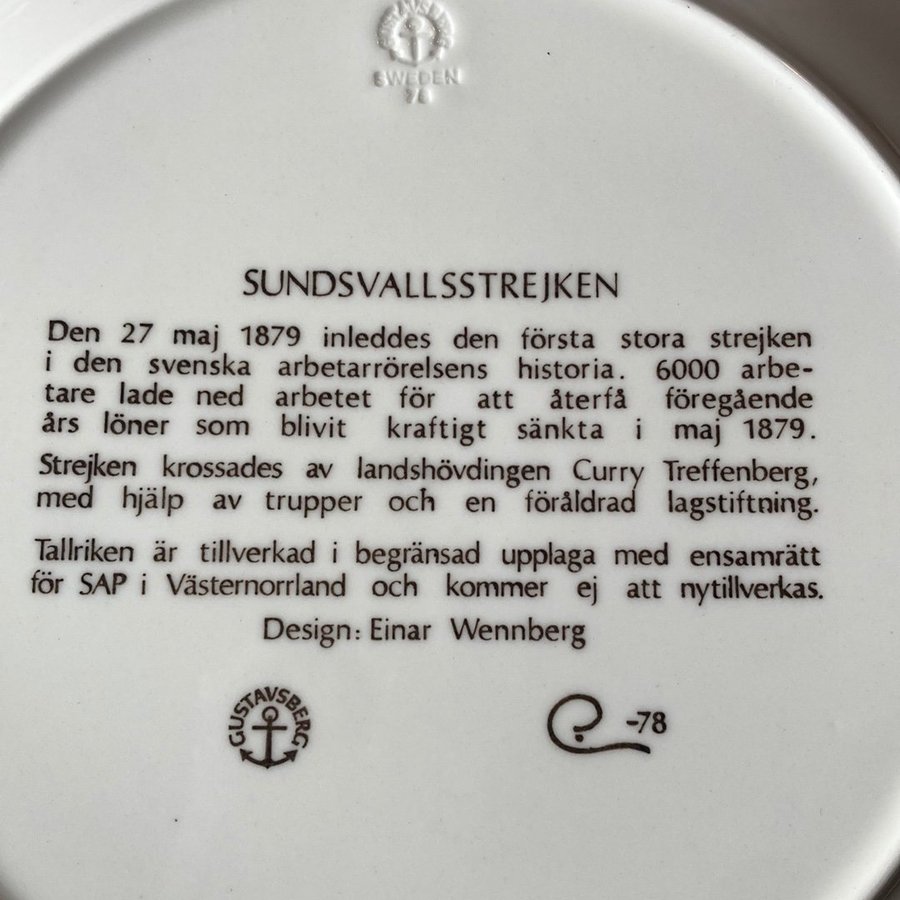 GUSTAVSBERG
SWEDEN
SUNDSVALLSSTREJKEN
Den 27 maj 1879 inleddes den första stora strejken
i den svenska arbetarrörelsens historia. 6000 arbe-
tare lade ned arbetet för att återfå föregående
års löner som blivit kraftigt sänkta i maj 1879.
Strejken krossades av landshövdingen Curry Treffenberg,
med hjälp av trupper och en föråldrad lagstiftning.
Tallriken är tillverkad i begränsad upplaga med ensamrätt
för SAP i Västernorrland och kommer ej att nytillverkas.
Design: Einar Wennberg
GUSTAVSBERG
-78